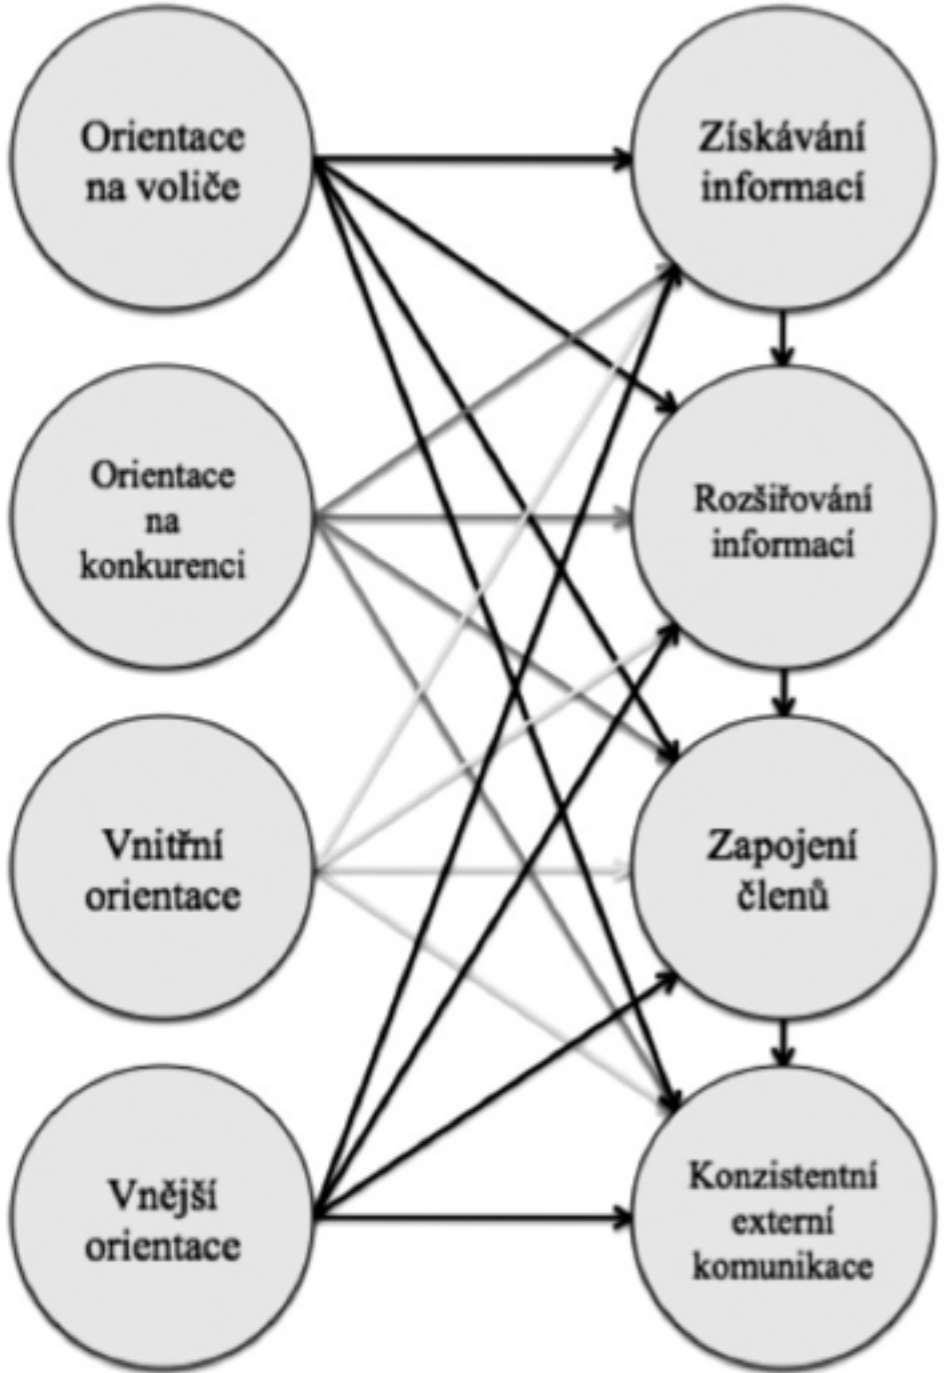 Orientace
na voliče
Získávání
informací
Orientace
na
konkurenci
Rozšiřování
informací
Vnitřní
orientace
Zapojení
členů
Vnější
orientace
Konzistentní
externí
komunikace